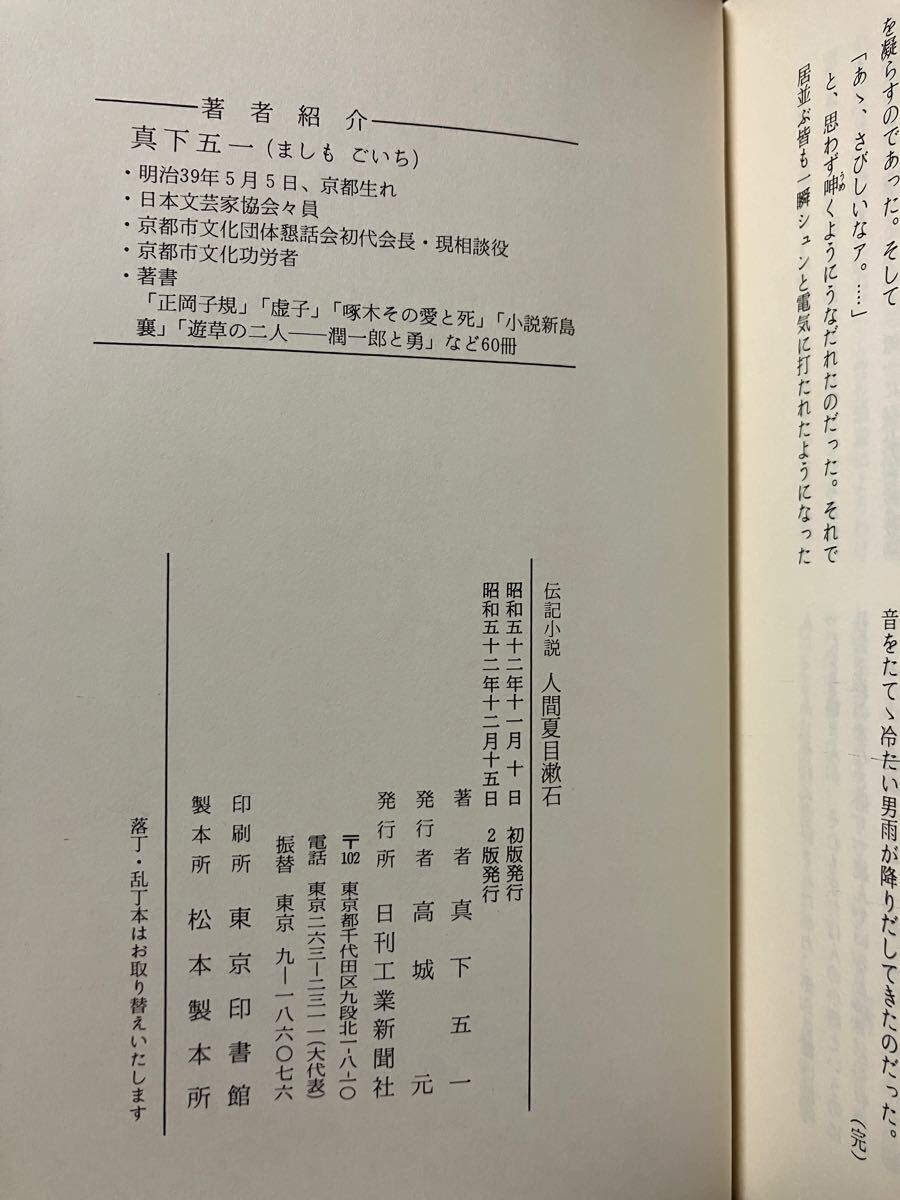 を凝らすのであった。そして
「あゝ、さびしいなア。…」
と、思わず呻くようにうなだれたのだった。それで
うめ
居並ぶ皆も一瞬シュンと電気に打たれたようになった
音をたてゝ冷たい男雨が降りだしてきたのだった。
(完)
著者紹介
真下五一(ましも ごいち)
・明治39年5月5日、京都生れ
・日本文芸家協会々員
・京都市文化団体懇話会初代会長・現相談役
・京都市文化功労者
・著書
「正岡子規」「虚子」「啄木その愛と死」「小説新島
襄」「遊草の二人——潤一郎と勇」など60冊
伝記小説 人間夏目漱石
昭和五十二年十一月十日 初版発行
昭和五十二年十二月十五日 2版発行
著者 真下五一
発行者 高城元
発行所 日刊工業新聞社
〒102 東京都千代田区九段北一-八-一〇
電話 東京二六三―二三一一(大代表)
振替 東京 九―一八六〇七六
印刷所 東京印書館
製本所 松本製本所
落丁・乱丁本はお取り替えいたします